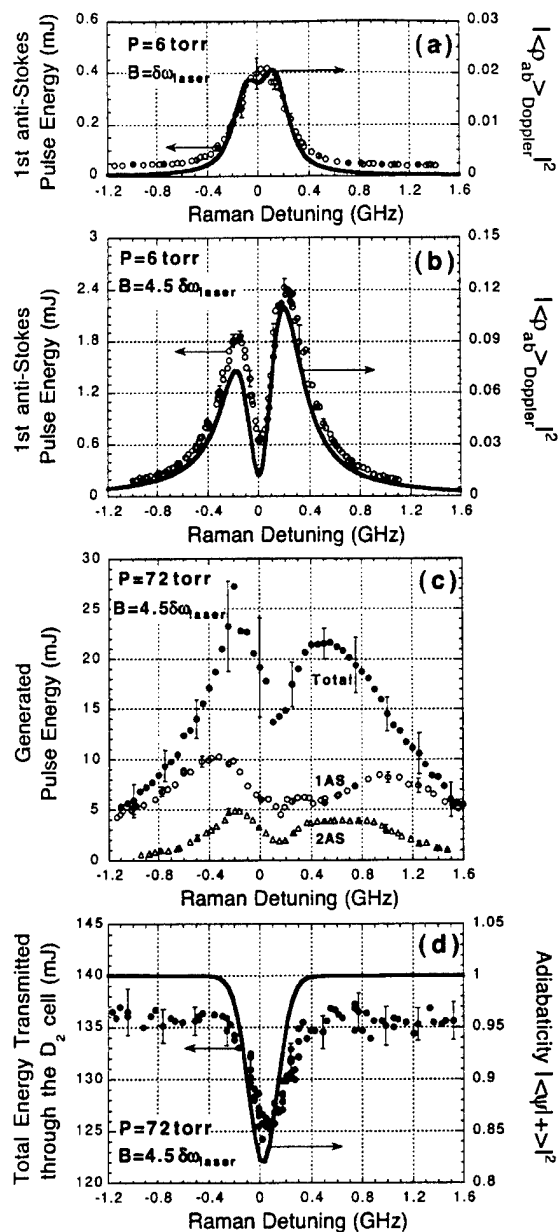 (a)
P=6 torr
B=δω_laser
1st anti-Stokes
Pulse Energy (mJ)
0.6
0.4
0.2
0
0.03
0.02
0.01
0
|<ρ_ab>_Doppler|²
-1.2 -0.8 -0.4 0 0.4 0.8 1.2 1.6
Raman Detuning (GHz)
(b)
P=6 torr
B=4.5 δω_laser
1st anti-Stokes
Pulse Energy (mJ)
3
2.4
1.8
1.2
0.6
0
0.15
0.12
0.09
0.06
0.03
0
|<ρ_ab>_Doppler|²
-1.2 -0.8 -0.4 0 0.4 0.8 1.2 1.6
Raman Detuning (GHz)
(c)
P=72 torr
B=4.5δω_laser
Generated
Pulse Energy (mJ)
30
25
20
15
10
5
0
Total
1AS
2AS
-1.2 -0.8 -0.4 0 0.4 0.8 1.2 1.6
Raman Detuning (GHz)
(d)
Total Energy Transmitted
through the D₂ cell (mJ)
145
140
135
130
125
120
1.05
1
0.95
0.9
0.85
0.8
Adiabaticity |<ψ|+>|²
P=72 torr
B=4.5 δω_laser
-1.2 -0.8 -0.4 0 0.4 0.8 1.2 1.6
Raman Detuning (GHz)